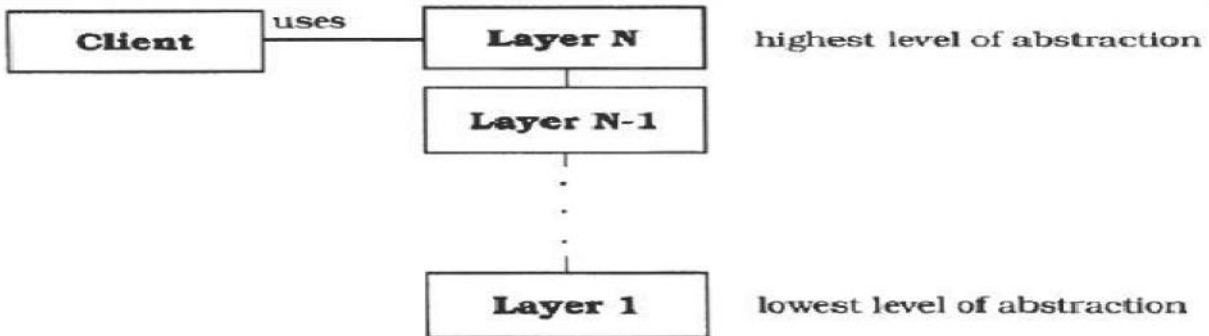 uses
Client
Layer N
highest level of abstraction
Layer N-1
Layer 1
lowest level of abstraction